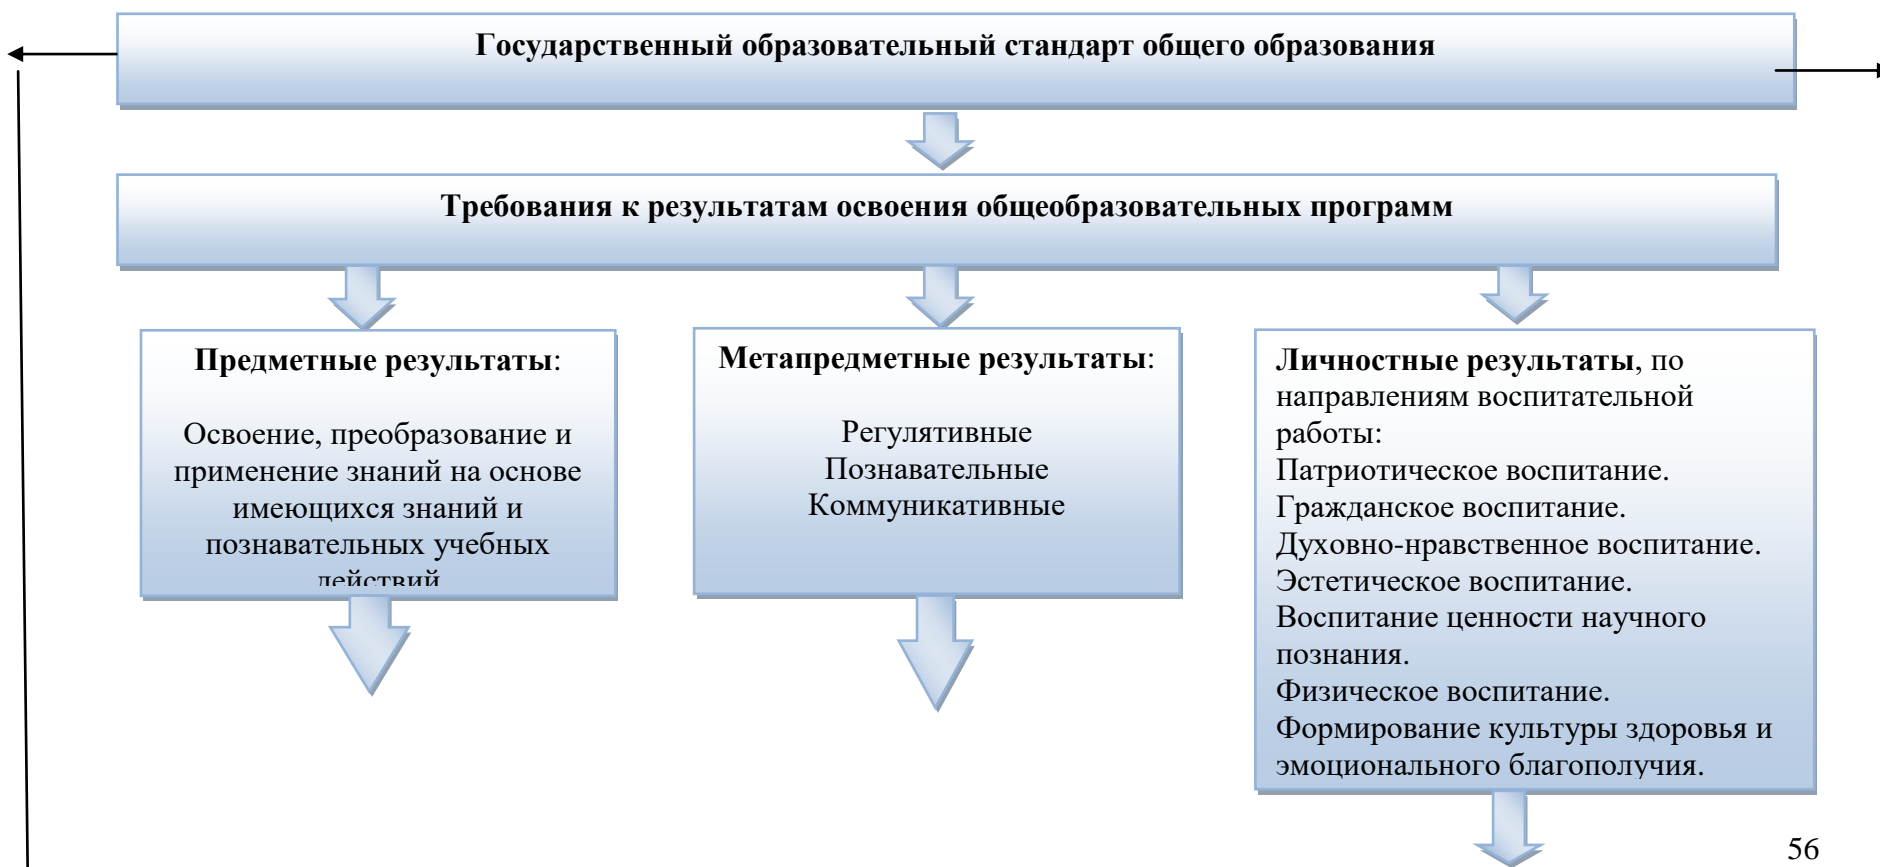 Государственный образовательный стандарт общего образования
Требования к результатам освоения общеобразовательных программ
Предметные результаты:
Освоение, преобразование и
применение знаний на основе
имеющихся знаний и
познавательных учебных
действий
Метапредметные результаты:
Регулятивные
Познавательные
Коммуникативные
Личностные результаты, по
направлениям воспитательной
работы:
Патриотическое воспитание.
Гражданское воспитание.
Духовно-нравственное воспитание.
Эстетическое воспитание.
Воспитание ценности научного
познания.
Физическое воспитание.
Формирование культуры здоровья и
эмоционального благополучия.
56